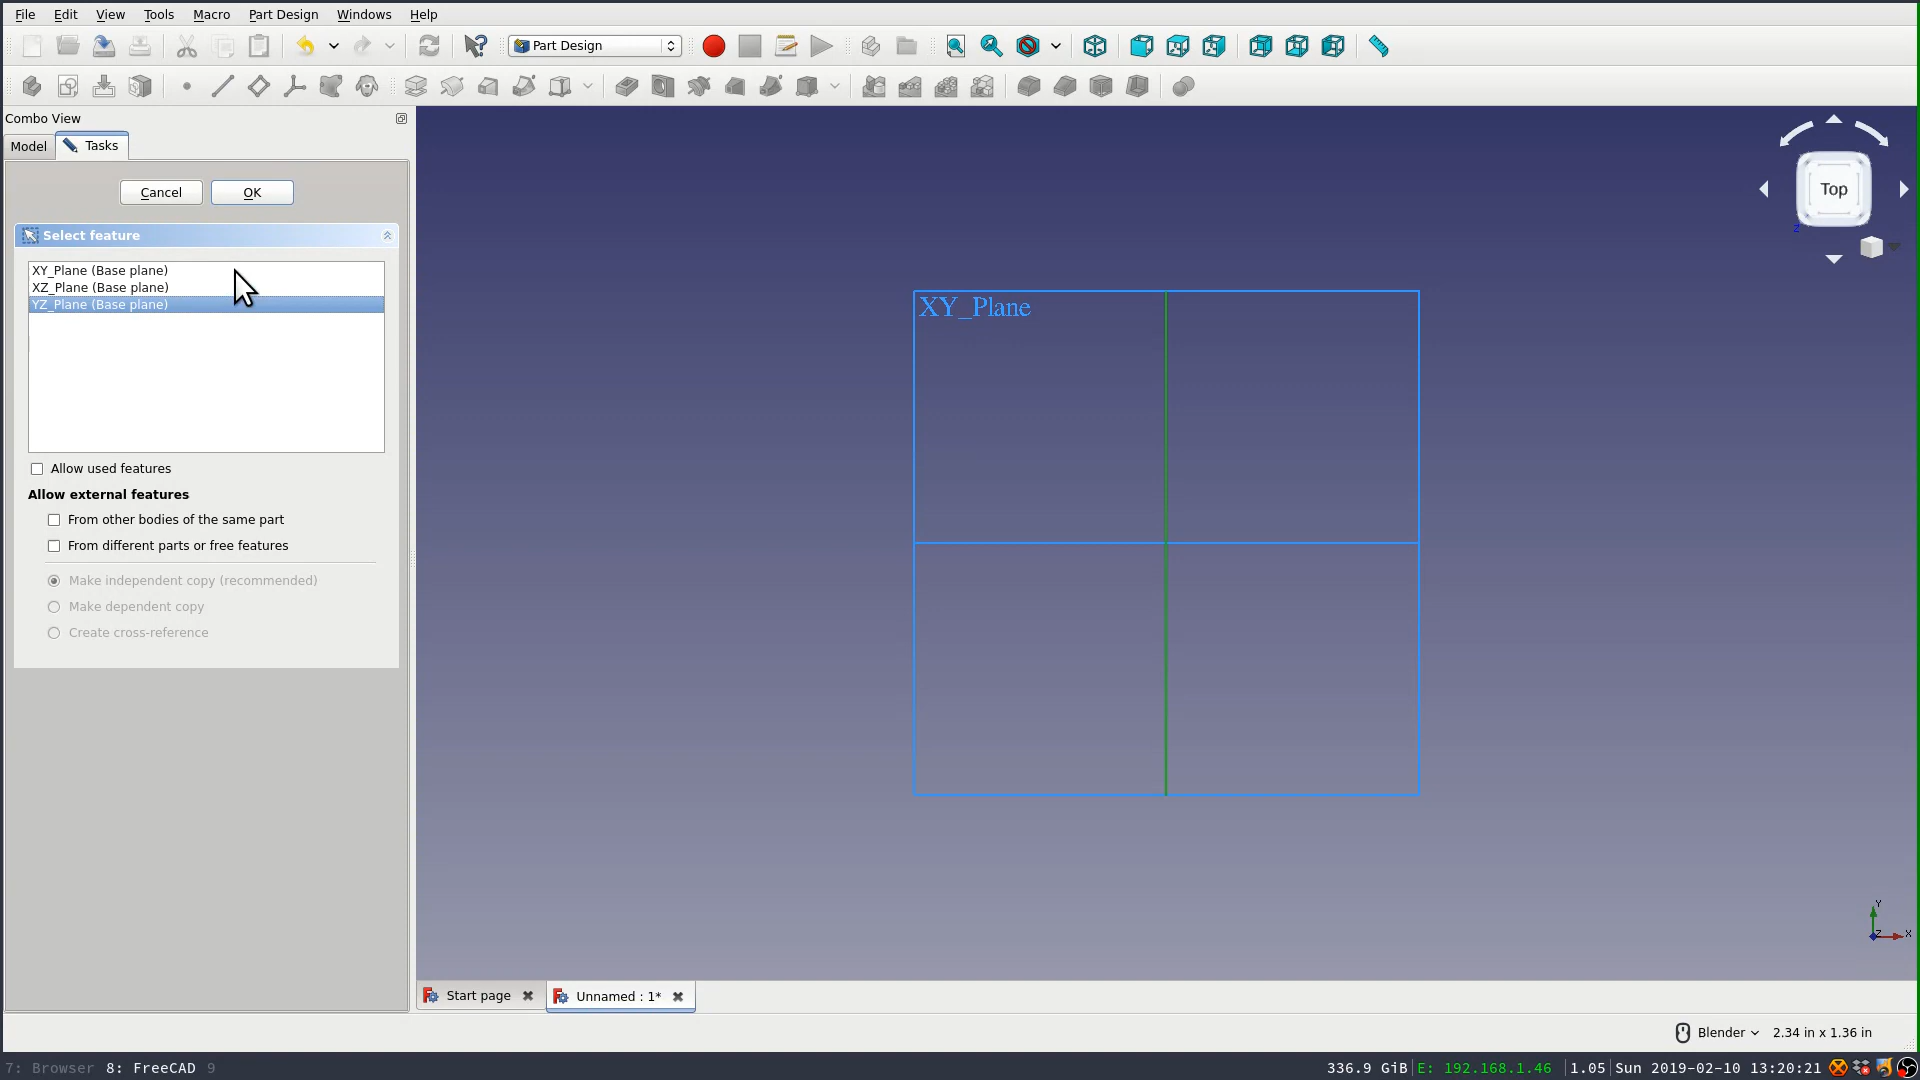 File Edit View Tools Macro Part Design Windows Help
Part Design
Combo View
Model Tasks
Cancel OK
Select feature
XY_Plane (Base plane)
XZ_Plane (Base plane)
YZ_Plane (Base plane)
Allow used features
Allow external features
From other bodies of the same part
From different parts or free features
Make independent copy (recommended)
Make dependent copy
Create cross-reference
XY_Plane
Top
Z
Y
Z X
Start page Unnamed : 1*
Blender 2.34 in x 1.36 in
7: Browser 8: FreeCAD 9 336.9 GiB E: 192.168.1.46 1.05 Sun 2019-02-10 13:20:21